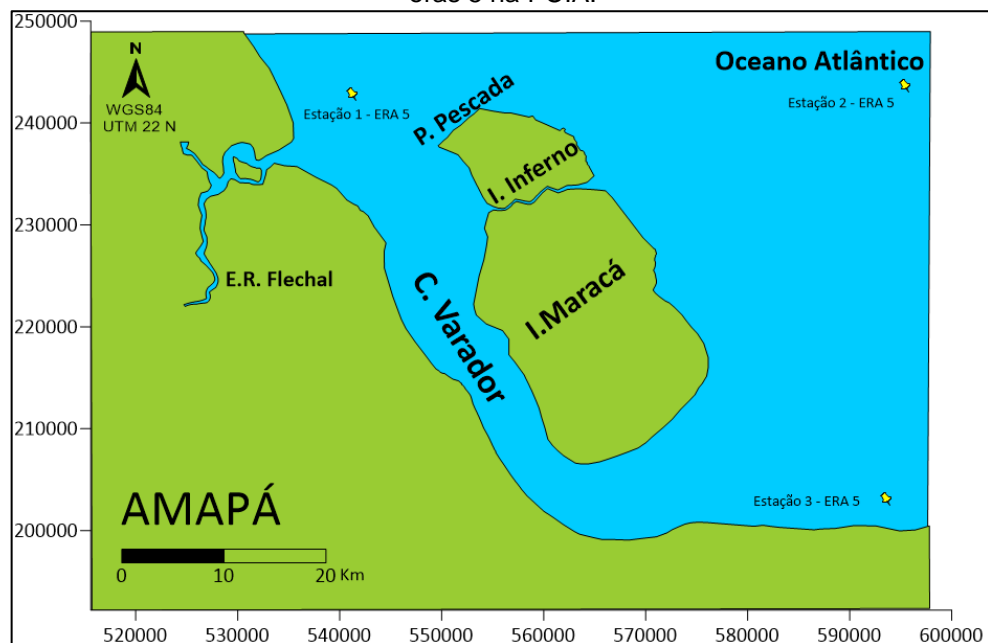 250000
240000
230000
220000
210000
200000
N
WGS84
UTM 22 N
Oceano Atlântico
Estação 1 - ERA 5
Estação 2 - ERA 5
P. Pescada
I. Inferno
E.R. Flechal
C. Varador
I.Maracá
Estação 3 - ERA 5
AMAPÁ
0 10 20 Km
520000 530000 540000 550000 560000 570000 580000 590000 600000